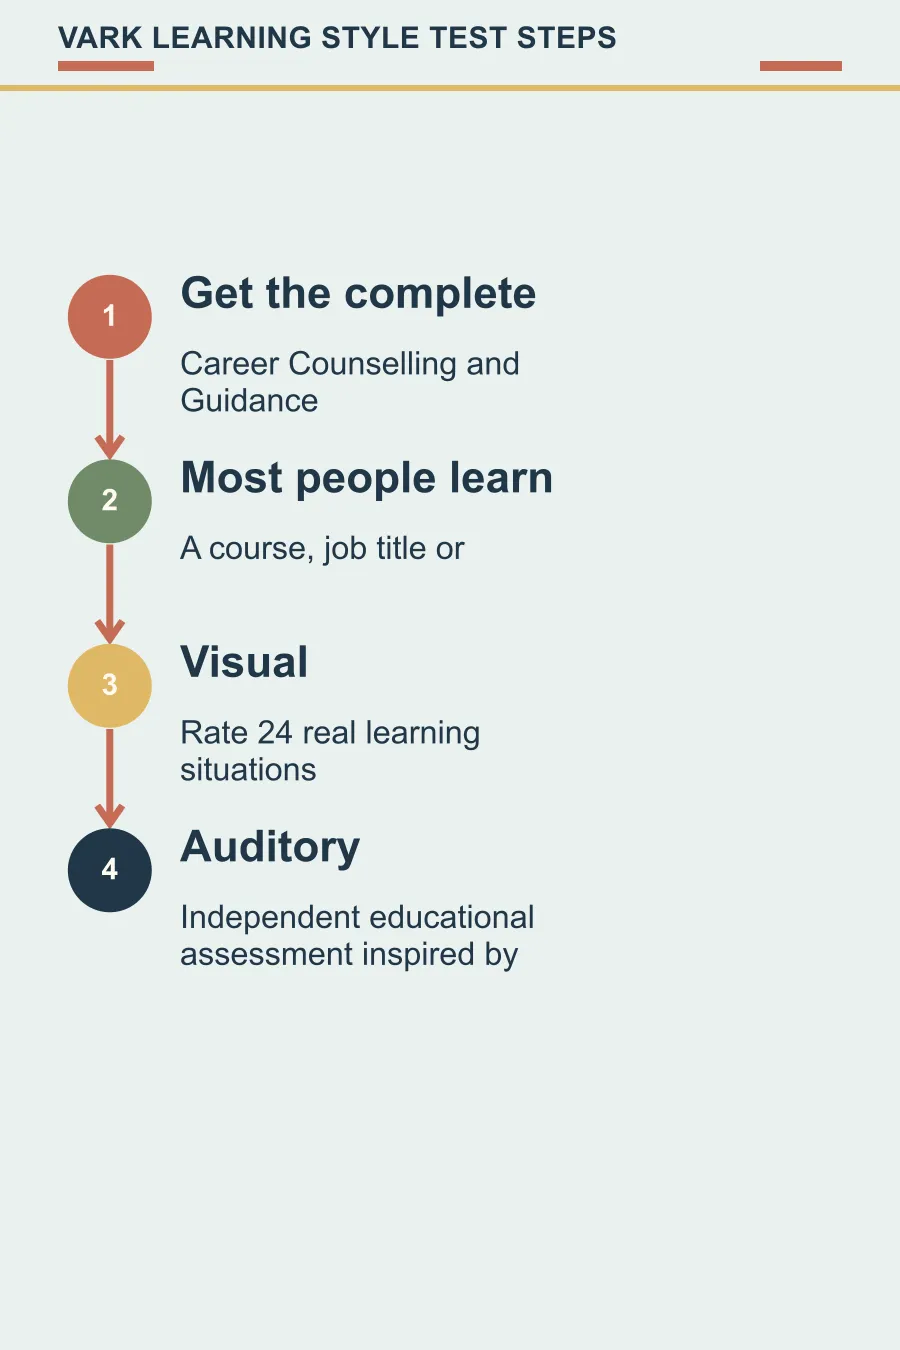 VARK LEARNING STYLE TEST STEPS
1
Get the complete
Career Counselling and
Guidance
2
Most people learn
A course, job title or
3
Visual
Rate 24 real learning
situations
4
Auditory
Independent educational
assessment inspired by